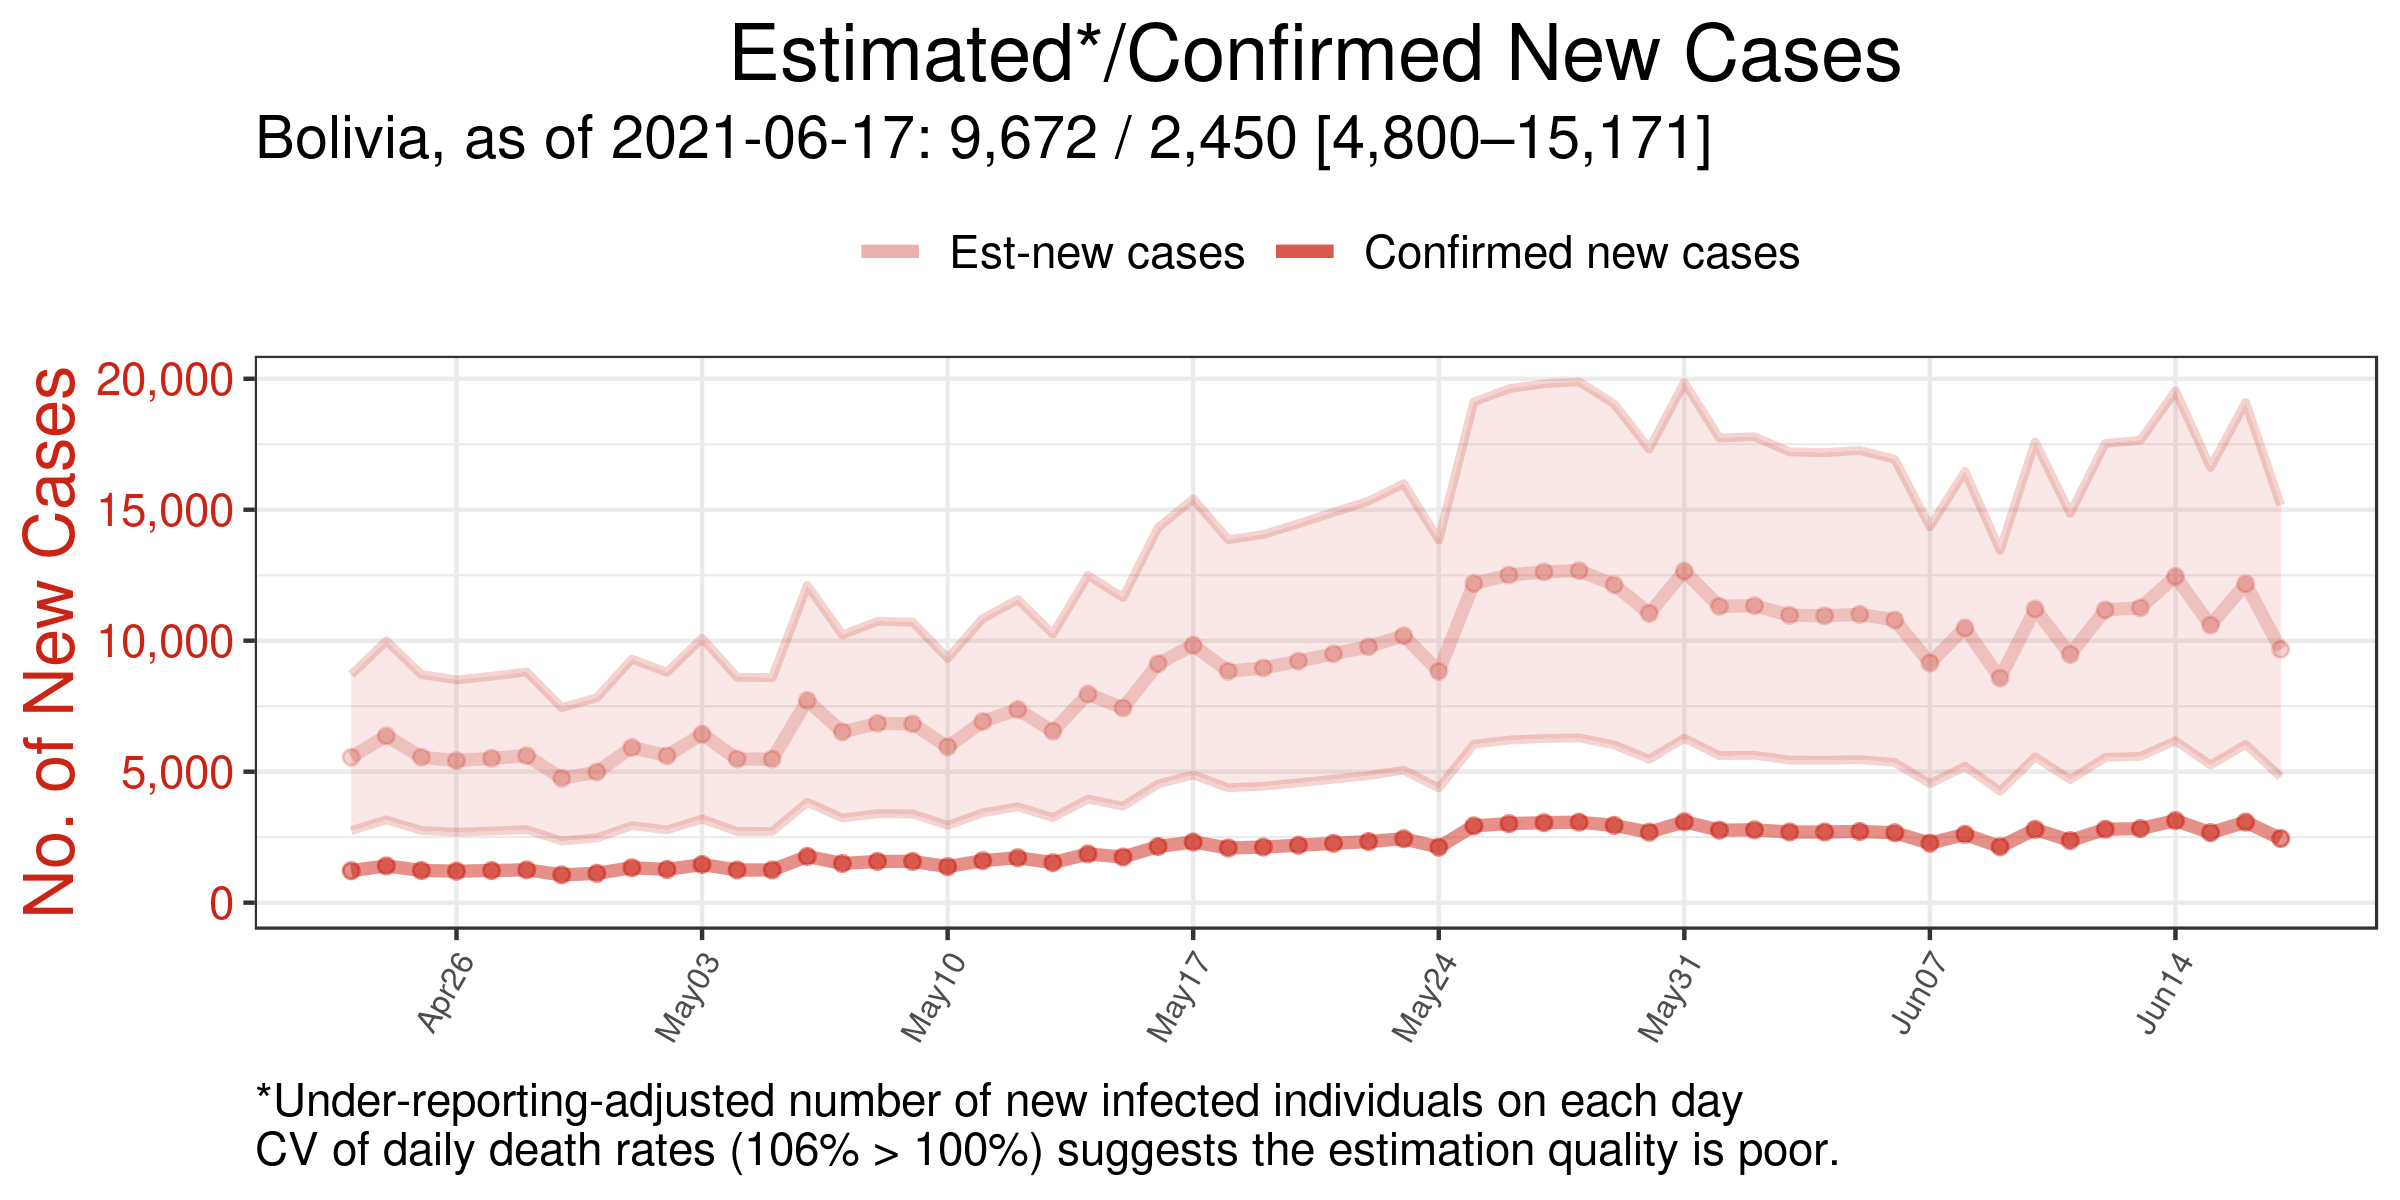 Estimated*/Confirmed New Cases
Bolivia, as of 2021-06-17: 9,672 / 2,450 [4,800–15,171]
Est-new cases
Confirmed new cases
No. of New Cases
20,000
15,000
10,000
5,000
0
Apr26
May03
May10
May17
May24
May31
Jun07
Jun14
*Under-reporting-adjusted number of new infected individuals on each day
CV of daily death rates (106% > 100%) suggests the estimation quality is poor.